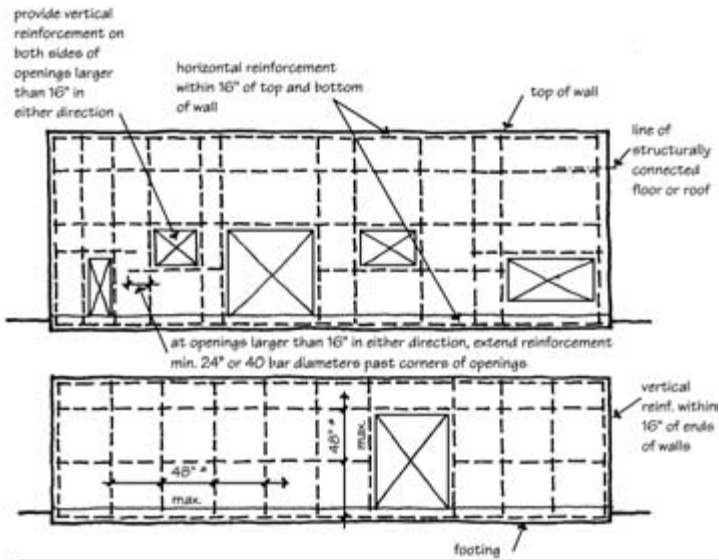 provide vertical
reinforcement on
both sides of
openings larger
than 16" in
either direction
horizontal reinforcement
within 16" of top and bottom
of wall
top of wall
line of
structurally
connected
floor or roof
at openings larger than 16" in either direction, extend reinforcement
min. 24" or 40 bar diameters past corners of openings
48" *
max.
48" *
max.
vertical
reinf. within
16" of ends
of walls
footing